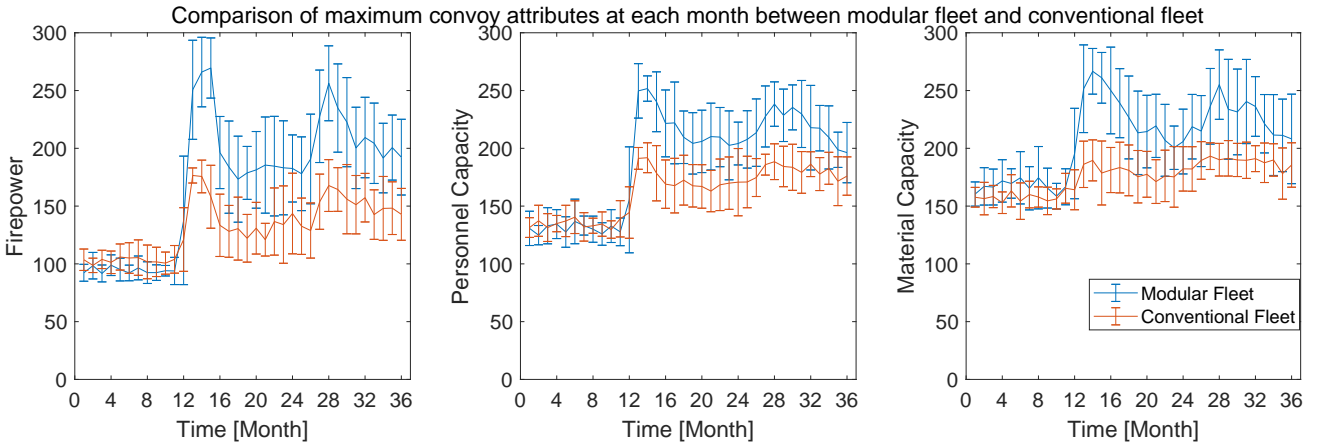 Comparison of maximum convoy attributes at each month between modular fleet and conventional fleet
Firepower
300
250
200
150
100
50
0
0 4 8 12 16 20 24 28 32 36
Time [Month]
Personnel Capacity
300
250
200
150
100
50
0
0 4 8 12 16 20 24 28 32 36
Time [Month]
Material Capacity
300
250
200
150
100
50
0
0 4 8 12 16 20 24 28 32 36
Time [Month]
Modular Fleet
Conventional Fleet